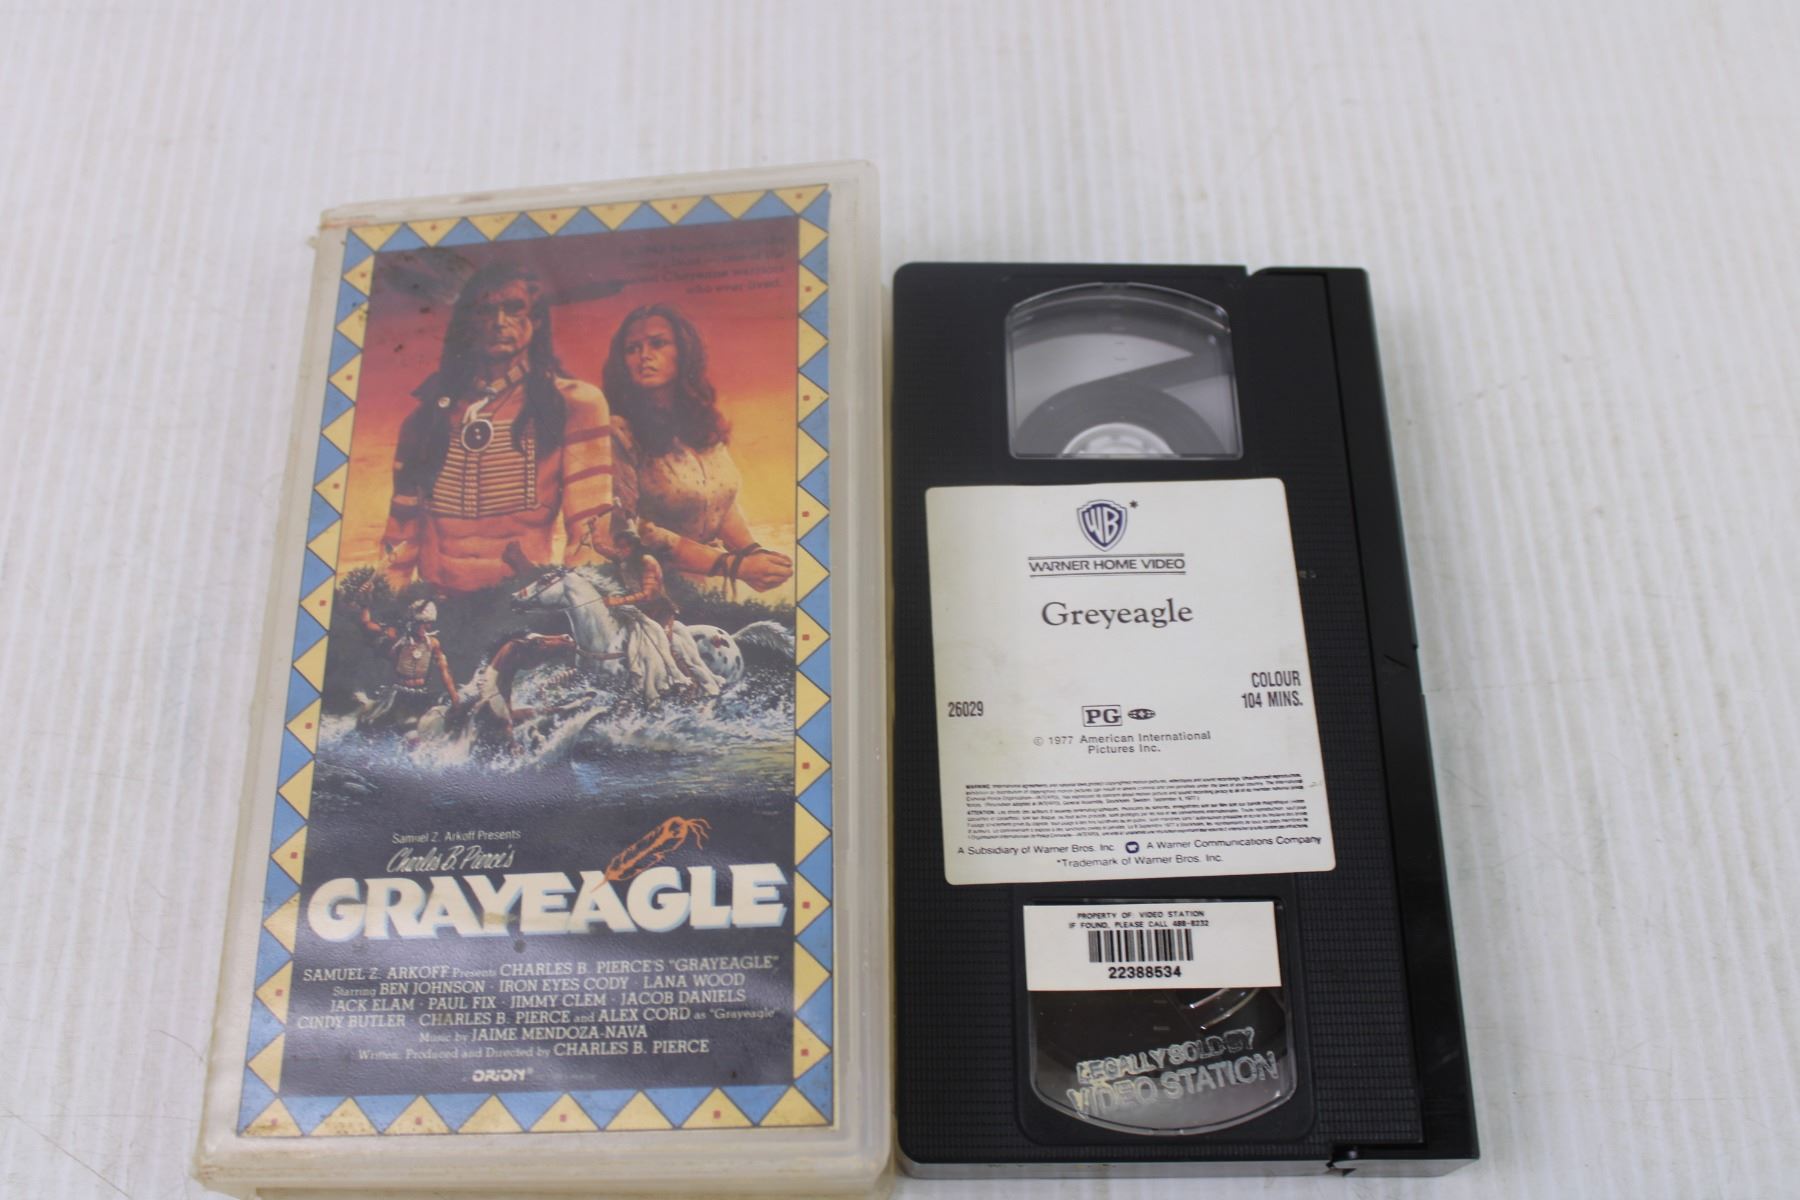 who ever lived.
Samuel Z. Arkoff Presents
Charles B. Pierce's
GRAYEAGLE
SAMUEL Z. ARKOFF Presents CHARLES B. PIERCE'S "GRAYEAGLE"
Starring BEN JOHNSON · IRON EYES CODY · LANA WOOD
JACK ELAM · PAUL FIX · JIMMY CLEM · JACOB DANIELS
CINDY BUTLER · CHARLES B. PIERCE and ALEX CORD as "Grayeagle"
Music by JAIME MENDOZA-NAVA
Written, Produced and Directed by CHARLES B. PIERCE
ORION
WB*
WARNER HOME VIDEO
Greyeagle
COLOUR
26029 104 MINS.
PG
© 1977 American International
Pictures Inc.
A Subsidiary of Warner Bros. Inc. A Warner Communications Company
*Trademark of Warner Bros. Inc.
PROPERTY OF VIDEO STATION
IF FOUND, PLEASE CALL 488-8232
22388534
LEGALLY SOLD BY
VIDEO STATION